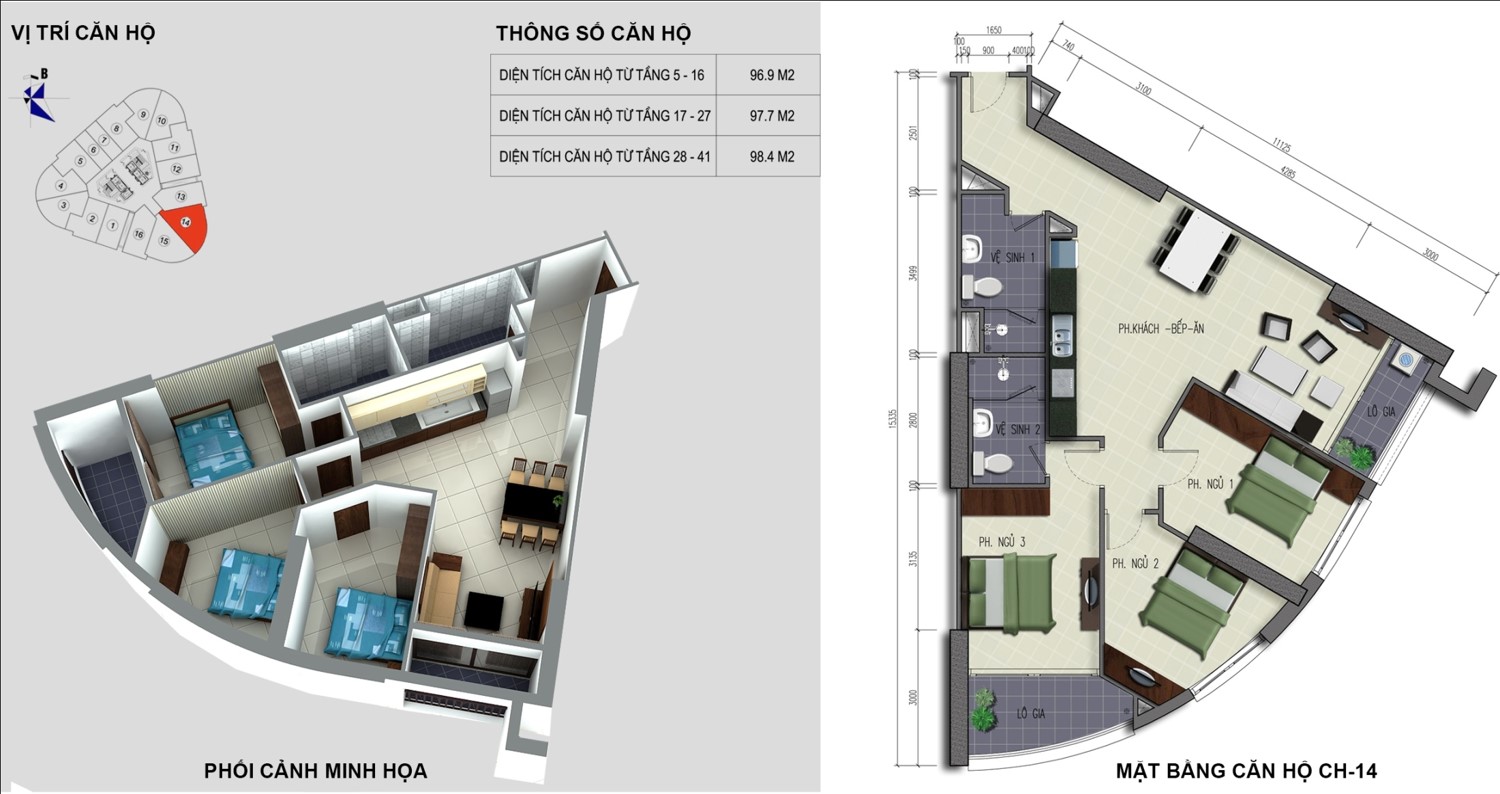 VỊ TRÍ CĂN HỘ
B
9
10
8
7
11
6
5
12
4
13
3
14
2
1
16
15
THÔNG SỐ CĂN HỘ
DIỆN TÍCH CĂN HỘ TỪ TẦNG 5 - 16 96.9 M2
DIỆN TÍCH CĂN HỘ TỪ TẦNG 17 - 27 97.7 M2
DIỆN TÍCH CĂN HỘ TỪ TẦNG 28 - 41 98.4 M2
PHỐI CẢNH MINH HỌA
1650
100 150 900 400 100
740
3100
11125
4285
3000
100
2501
100
3499
100
15335
2800
100
3135
3000
VỆ SINH 1
PH.KHÁCH -BẾP-ĂN
LÔ GIA
VỆ SINH 2
PH. NGỦ 1
PH. NGỦ 3
PH. NGỦ 2
LÔ GIA
MẶT BẰNG CĂN HỘ CH-14